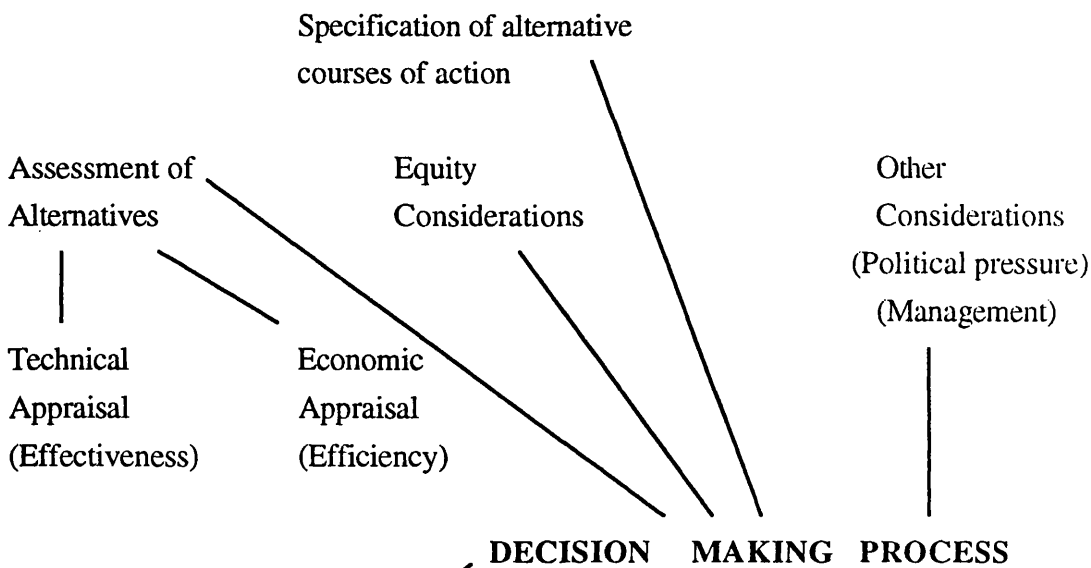 Specification of alternative
courses of action
Assessment of
Alternatives
Equity
Considerations
Other
Considerations
(Political pressure)
(Management)
Technical
Appraisal
(Effectiveness)
Economic
Appraisal
(Efficiency)
DECISION MAKING PROCESS